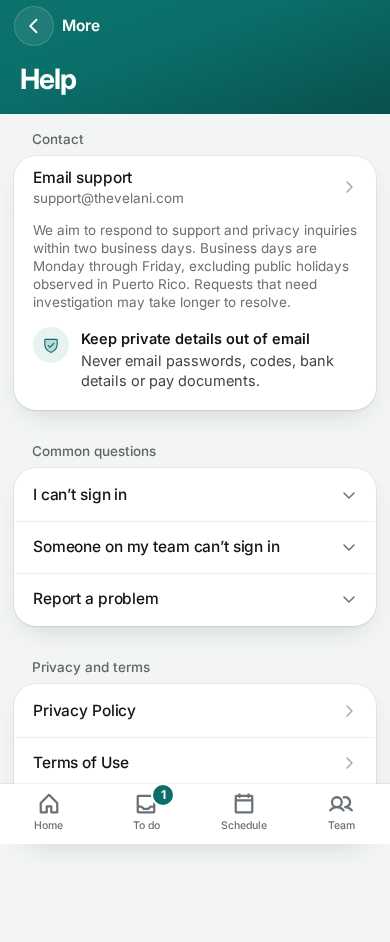 More
Help
Contact
Email support
support@thevelani.com
We aim to respond to support and privacy inquiries
within two business days. Business days are
Monday through Friday, excluding public holidays
observed in Puerto Rico. Requests that need
investigation may take longer to resolve.
Keep private details out of email
Never email passwords, codes, bank
details or pay documents.
Common questions
I can’t sign in
Someone on my team can’t sign in
Report a problem
Privacy and terms
Privacy Policy
Terms of Use
1
Home
To do
Schedule
Team